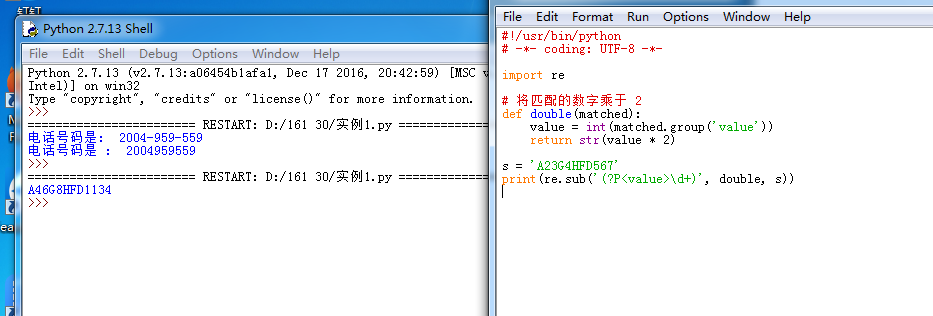 Python 2.7.13 Shell
File Edit Shell Debug Options Window Help
Python 2.7.13 (v2.7.13:a06454b1afa1, Dec 17 2016, 20:42:59) [MSC v
Intel)] on win32
Type "copyright", "credits" or "license()" for more information.
>>>
======================== RESTART: D:/161 30/实例1.py ==============
电话号码是: 2004-959-559
电话号码是 : 2004959559
>>>
======================== RESTART: D:/161 30/实例1.py ==============
A46G8HFD1134
>>>
File Edit Format Run Options Window Help
#!/usr/bin/python
# -*- coding: UTF-8 -*-
import re
# 将匹配的数字乘于 2
def double(matched):
    value = int(matched.group('value'))
    return str(value * 2)
s = 'A23G4HFD567'
print(re.sub('(?P<value>\d+)', double, s))